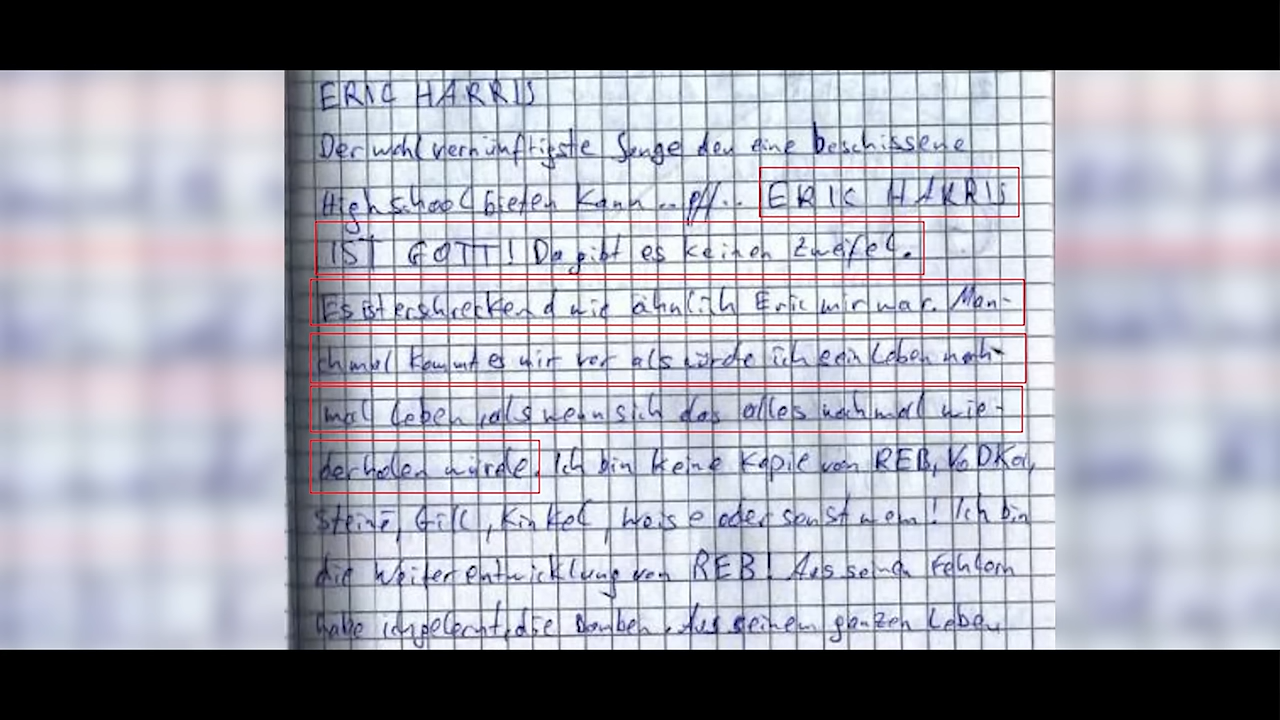 ERIC HARRIS
Der wohl vernünftigste Junge den eine beschissene
Highschool bieten kann .. pff.. ERIC HARRIS
IST GOTT! Da gibt es keinen Zweifel.
Es ist erschreckend wie ähnlich Eric mir war. Man-
chmal kommt es mir vor als würde ich sein Leben noch-
mal leben, als wenn sich das alles nochmal wie-
derholen würde. Ich bin keine Kopie von REB, VoDKa,
Steinh, Gill, Kinkel, Weise oder sonst wem! Ich bin
die Weiterentwicklung von REB! Aus seinen Fehlern
habe ich gelernt, die Bomben. Aus seinem ganzen Leben